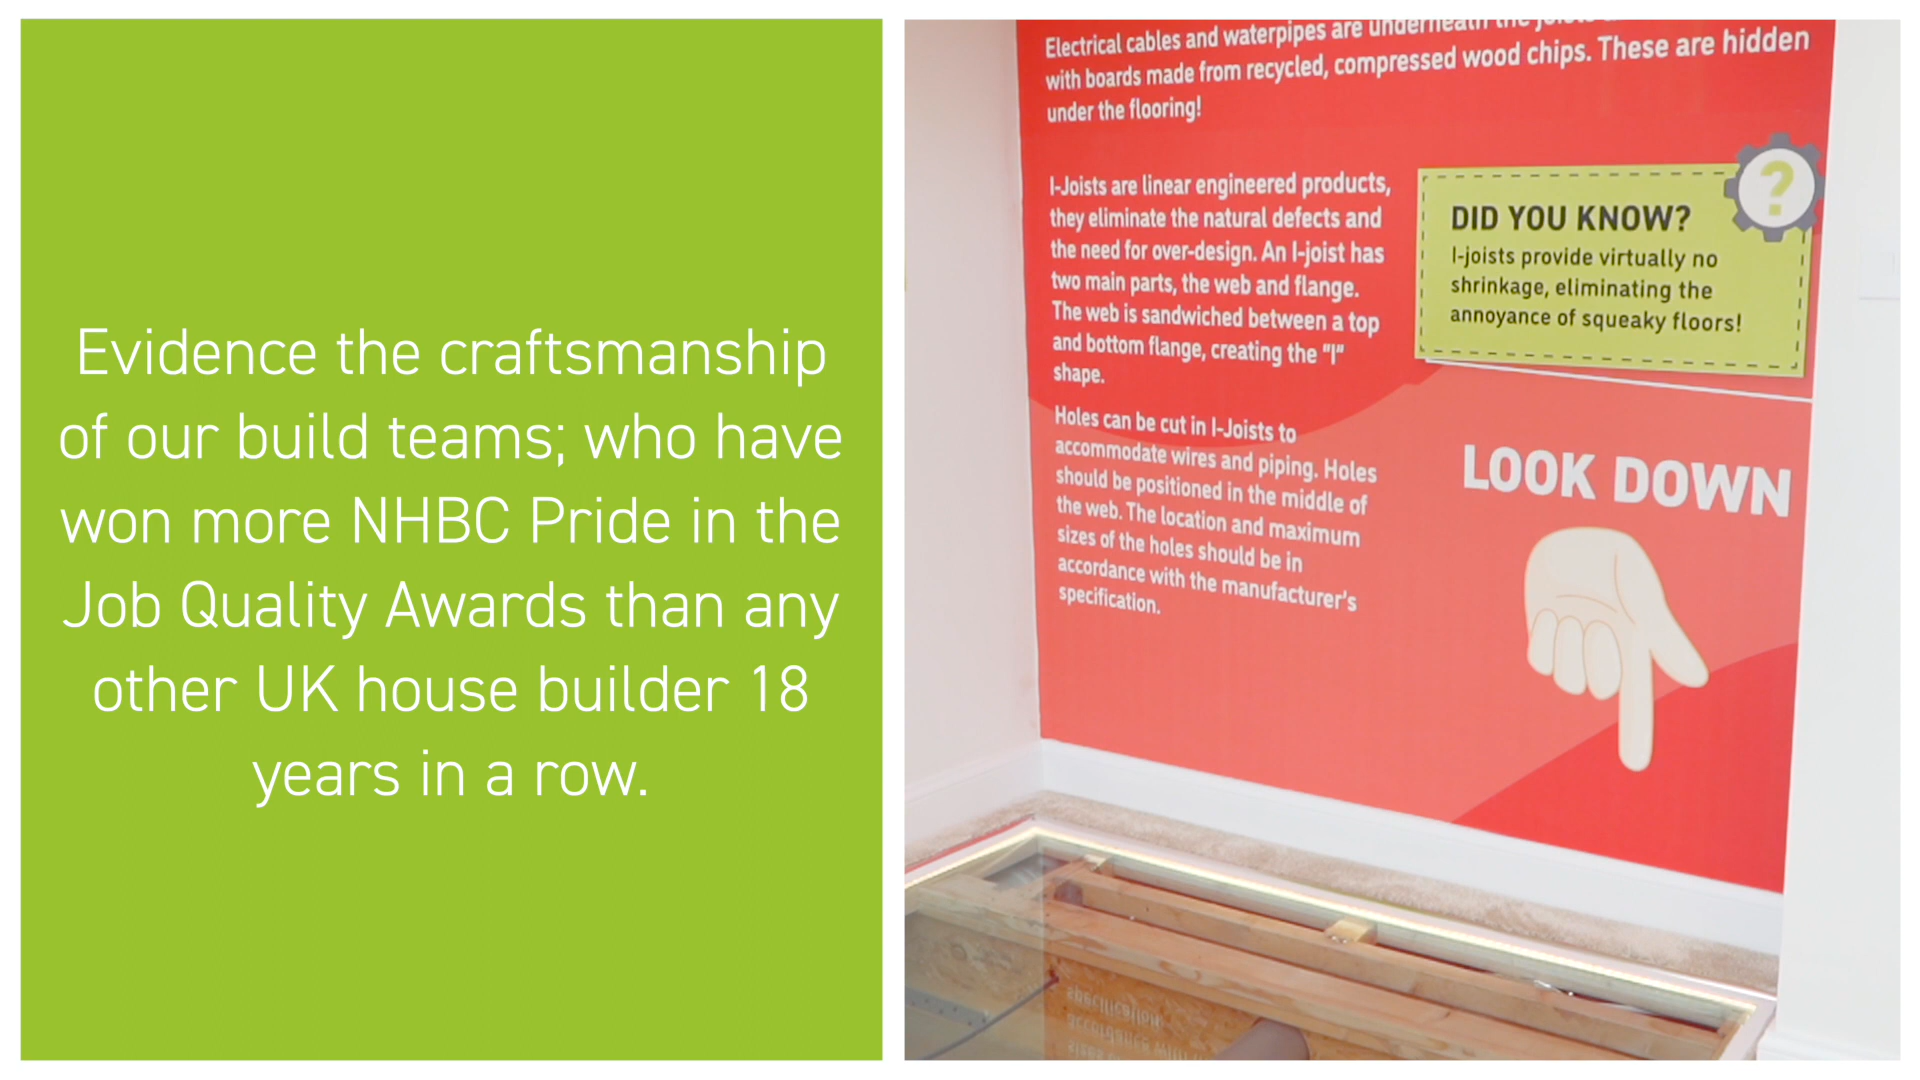 Evidence the craftsmanship
of our build teams; who have
won more NHBC Pride in the
Job Quality Awards than any
other UK house builder 18
years in a row.
Electrical cables and waterpipes are underneath the joists
with boards made from recycled, compressed wood chips. These are hidden
under the flooring!
I-Joists are linear engineered products,
they eliminate the natural defects and
the need for over-design. An I-joist has
two main parts, the web and flange.
The web is sandwiched between a top
and bottom flange, creating the "I"
shape.
Holes can be cut in I-Joists to
accommodate wires and piping. Holes
should be positioned in the middle of
the web. The location and maximum
sizes of the holes should be in
accordance with the manufacturer's
specification.
?
DID YOU KNOW?
I-joists provide virtually no
shrinkage, eliminating the
annoyance of squeaky floors!
LOOK DOWN